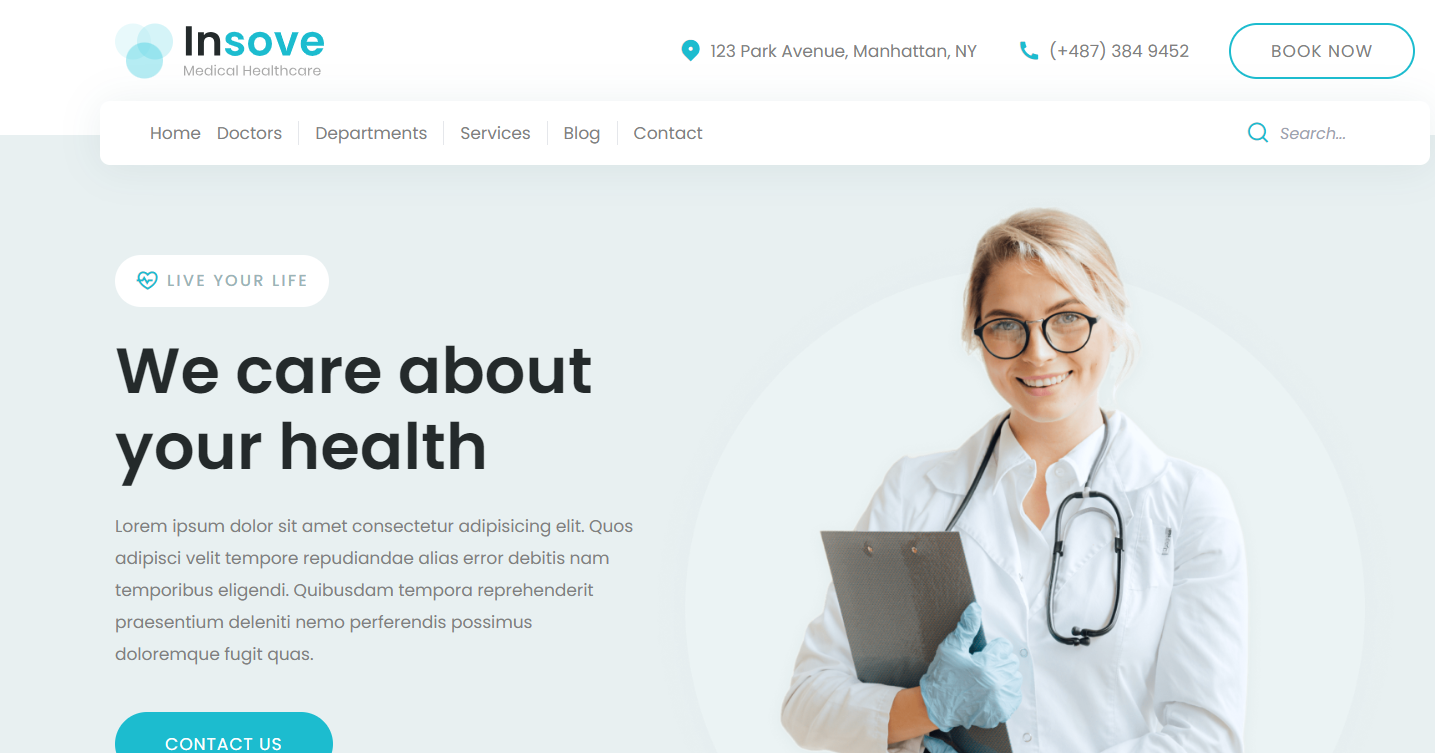 Insove
Medical Healthcare
123 Park Avenue, Manhattan, NY
(+487) 384 9452
BOOK NOW
Home Doctors Departments Services Blog Contact
Search...
LIVE YOUR LIFE
We care about
your health
Lorem ipsum dolor sit amet consectetur adipisicing elit. Quos
adipisci velit tempore repudiandae alias error debitis nam
temporibus eligendi. Quibusdam tempora reprehenderit
praesentium deleniti nemo perferendis possimus
doloremque fugit quas.
CONTACT US